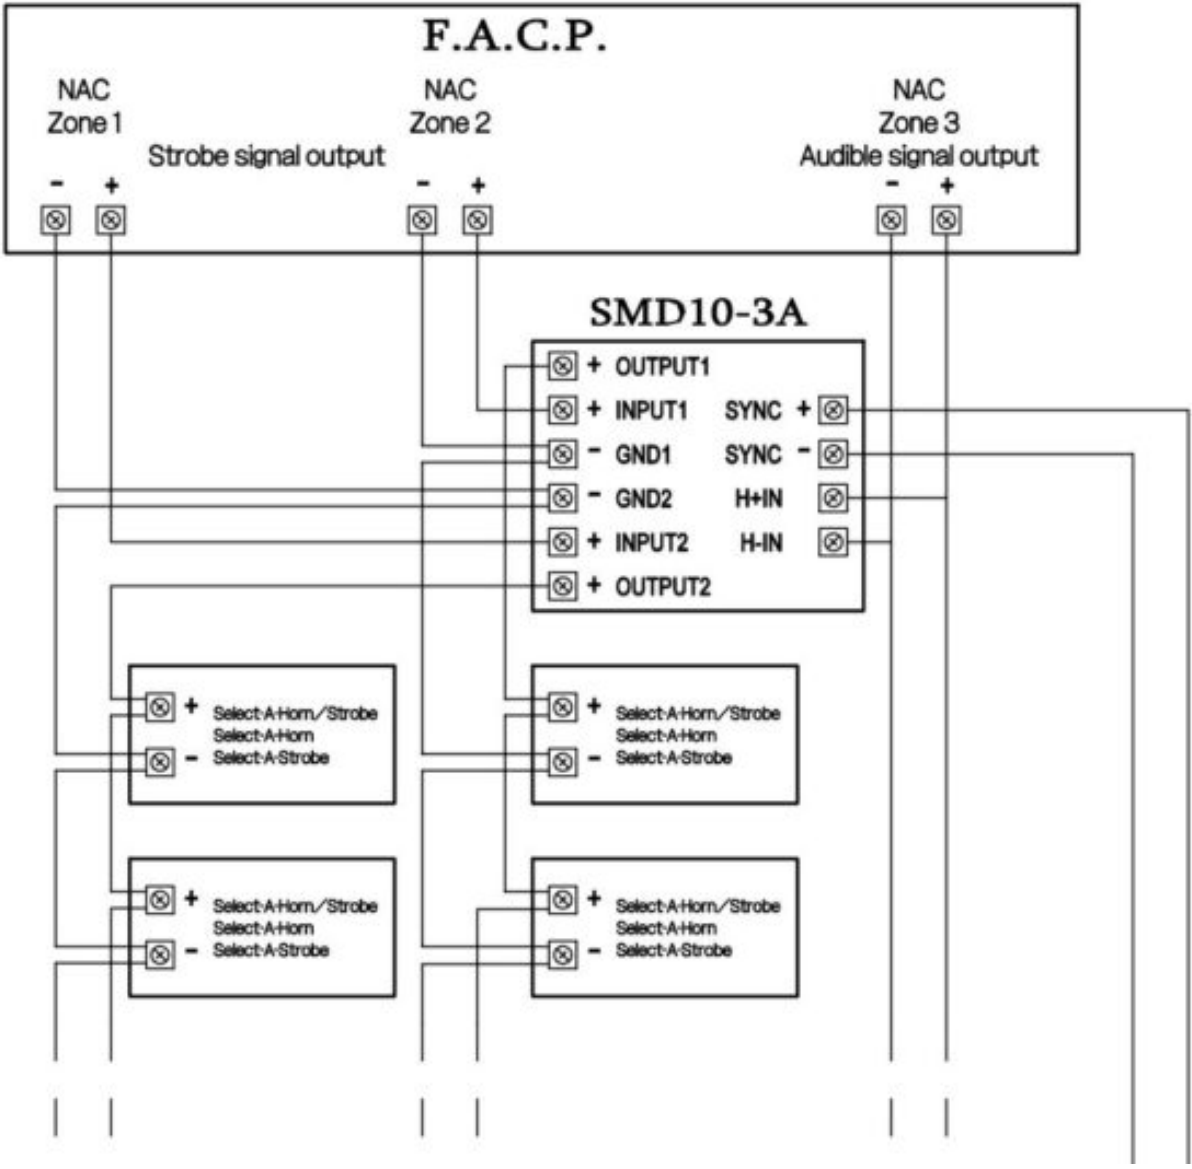 F.A.C.P.
NAC
Zone 1
NAC
Zone 2
NAC
Zone 3
Strobe signal output
Audible signal output
- +
- +
- +
SMD10-3A
+ OUTPUT1
+ INPUT1 SYNC +
- GND1 SYNC -
- GND2 H+IN
+ INPUT2 H-IN
+ OUTPUT2
+ Select-A-Horn/Strobe
Select-A-Horn
- Select-A-Strobe
+ Select-A-Horn/Strobe
Select-A-Horn
- Select-A-Strobe
+ Select-A-Horn/Strobe
Select-A-Horn
- Select-A-Strobe
+ Select-A-Horn/Strobe
Select-A-Horn
- Select-A-Strobe